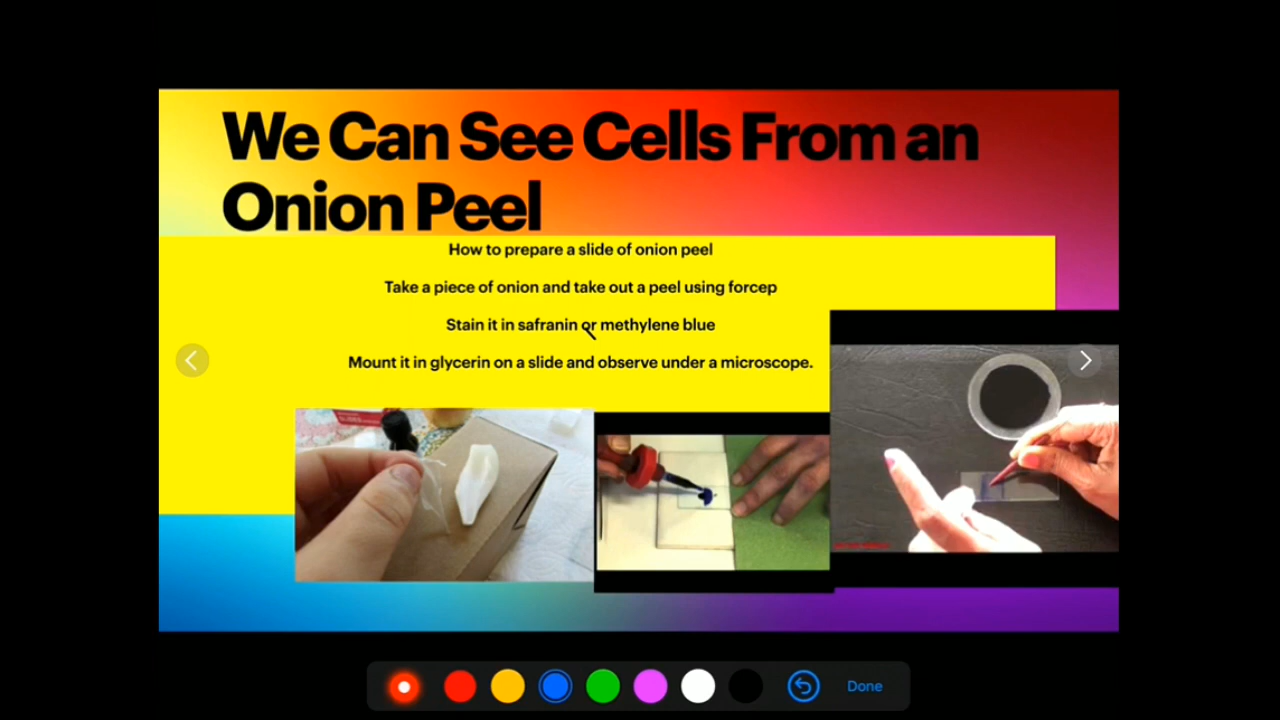 We Can See Cells From an
Onion Peel
How to prepare a slide of onion peel
Take a piece of onion and take out a peel using forcep
Stain it in safranin or methylene blue
Mount it in glycerin on a slide and observe under a microscope.
Done